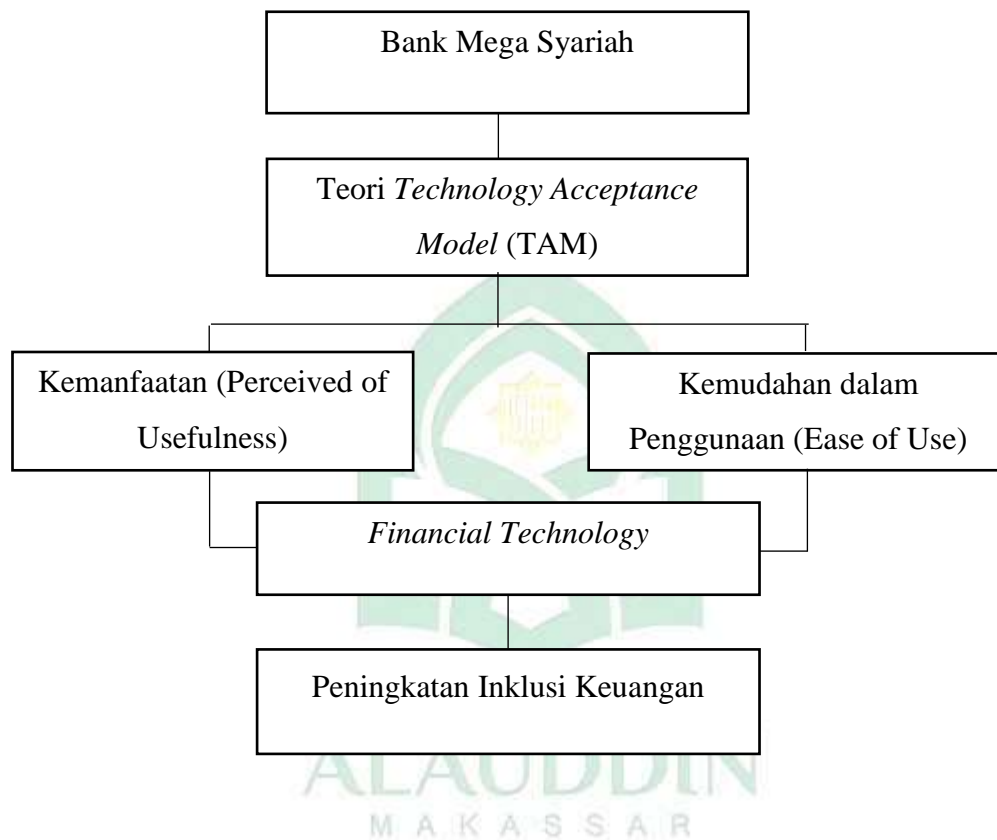 Bank Mega Syariah
Teori Technology Acceptance
Model (TAM)
Kemanfaatan (Perceived of
Usefulness)
Kemudahan dalam
Penggunaan (Ease of Use)
Financial Technology
Peningkatan Inklusi Keuangan
ALAUDDIN
MAKASSAR